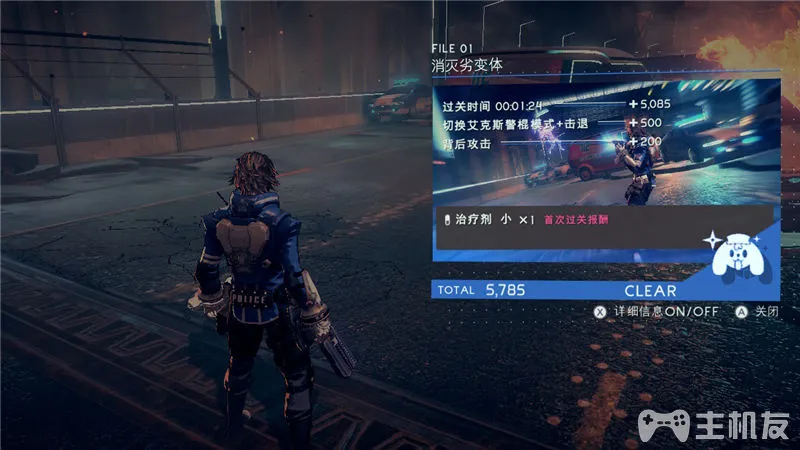 FILE 01
消灭劣变体
过关时间 00:01:24 +5,085
切换艾克斯警棍模式+击退 +500
背后攻击 +200
治疗剂 小 ×1 首次过关报酬
TOTAL 5,785 CLEAR
X 详细信息ON/OFF A 关闭
POLICE
主机友